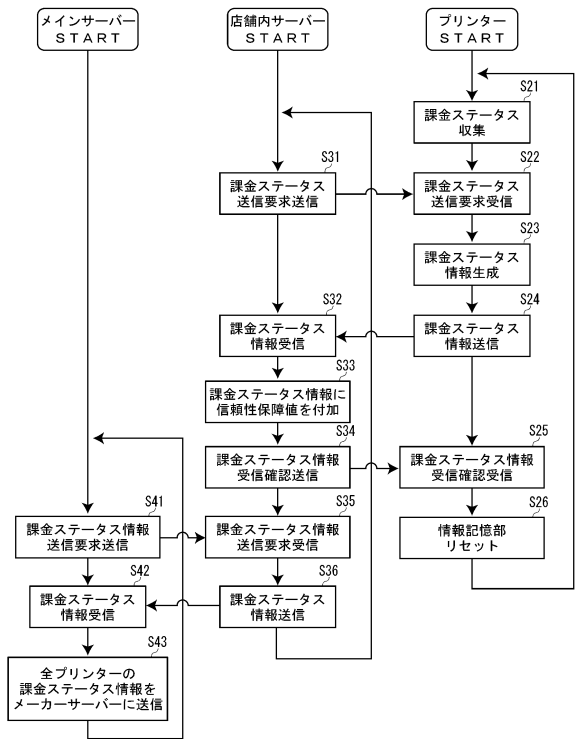 メインサーバー
START
店舗内サーバー
START
プリンター
START
S21
課金ステータス
収集
S31
課金ステータス
送信要求送信
S22
課金ステータス
送信要求受信
S23
課金ステータス
情報生成
S32
課金ステータス
情報受信
S24
課金ステータス
情報送信
S33
課金ステータス情報に
信頼性保障値を付加
S34
課金ステータス情報
受信確認送信
S25
課金ステータス情報
受信確認受信
S41
課金ステータス情報
送信要求送信
S35
課金ステータス情報
送信要求受信
S26
情報記憶部
リセット
S42
課金ステータス
情報受信
S36
課金ステータス
情報送信
S43
全プリンターの
課金ステータス情報を
メーカーサーバーに送信